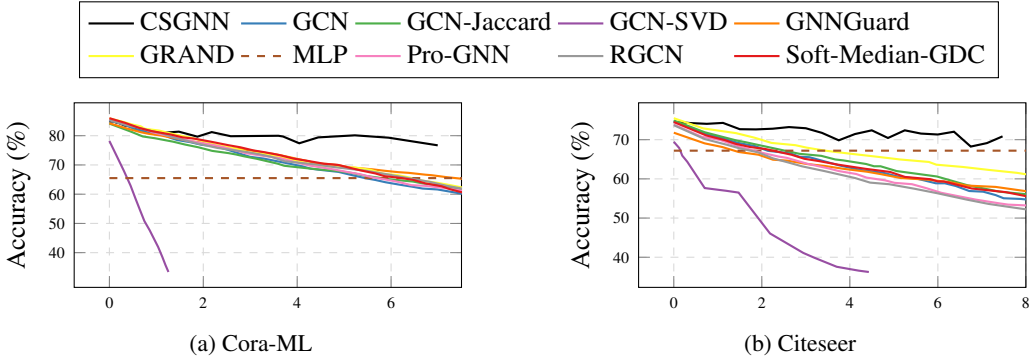 CSGNN GCN GCN-Jaccard GCN-SVD GNNGuard
GRAND MLP Pro-GNN RGCN Soft-Median-GDC
Accuracy (%)
80
70
60
50
40
0 2 4 6
(a) Cora-ML
Accuracy (%)
70
60
50
40
0 2 4 6 8
(b) Citeseer